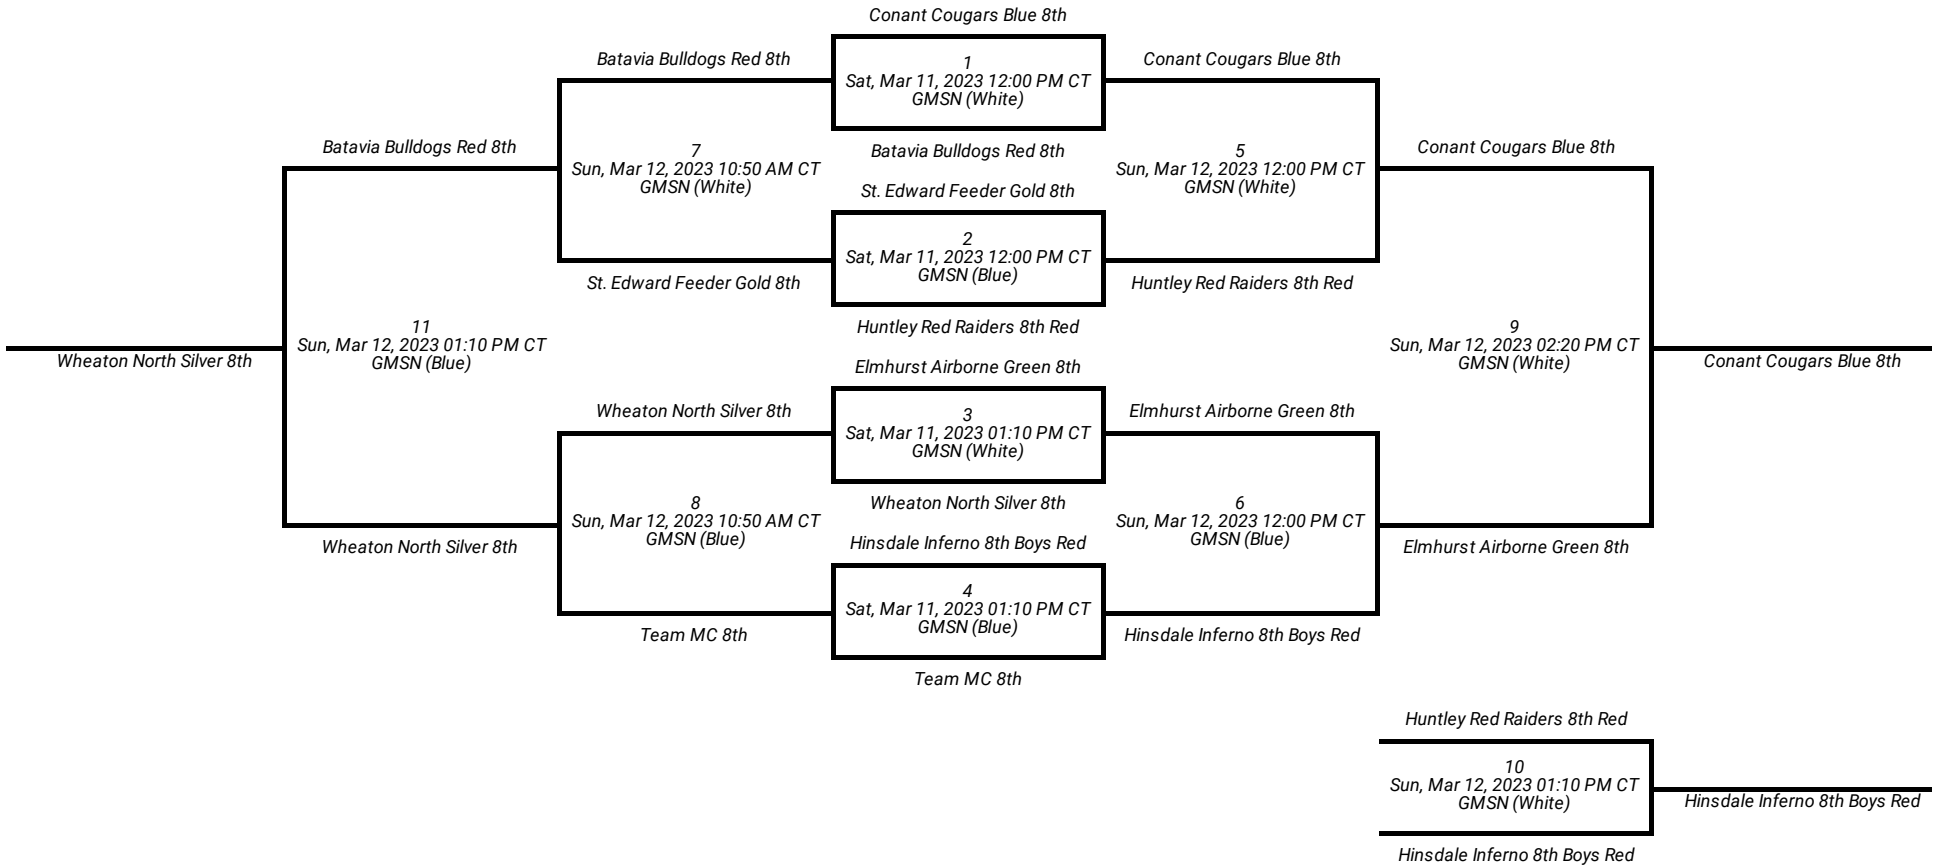 Conant Cougars Blue 8th
Batavia Bulldogs Red 8th
1
Sat, Mar 11, 2023 12:00 PM CT
GMSN (White)
Conant Cougars Blue 8th
Batavia Bulldogs Red 8th
7
Sun, Mar 12, 2023 10:50 AM CT
GMSN (White)
Batavia Bulldogs Red 8th
5
Sun, Mar 12, 2023 12:00 PM CT
GMSN (White)
Conant Cougars Blue 8th
St. Edward Feeder Gold 8th
2
Sat, Mar 11, 2023 12:00 PM CT
GMSN (Blue)
St. Edward Feeder Gold 8th
Huntley Red Raiders 8th Red
Huntley Red Raiders 8th Red
11
Sun, Mar 12, 2023 01:10 PM CT
GMSN (Blue)
9
Sun, Mar 12, 2023 02:20 PM CT
GMSN (White)
Wheaton North Silver 8th
Conant Cougars Blue 8th
Elmhurst Airborne Green 8th
Wheaton North Silver 8th
3
Sat, Mar 11, 2023 01:10 PM CT
GMSN (White)
Elmhurst Airborne Green 8th
Wheaton North Silver 8th
8
Sun, Mar 12, 2023 10:50 AM CT
GMSN (Blue)
6
Sun, Mar 12, 2023 12:00 PM CT
GMSN (Blue)
Hinsdale Inferno 8th Boys Red
Wheaton North Silver 8th
Elmhurst Airborne Green 8th
4
Sat, Mar 11, 2023 01:10 PM CT
GMSN (Blue)
Team MC 8th
Hinsdale Inferno 8th Boys Red
Team MC 8th
Huntley Red Raiders 8th Red
10
Sun, Mar 12, 2023 01:10 PM CT
GMSN (White)
Hinsdale Inferno 8th Boys Red
Hinsdale Inferno 8th Boys Red